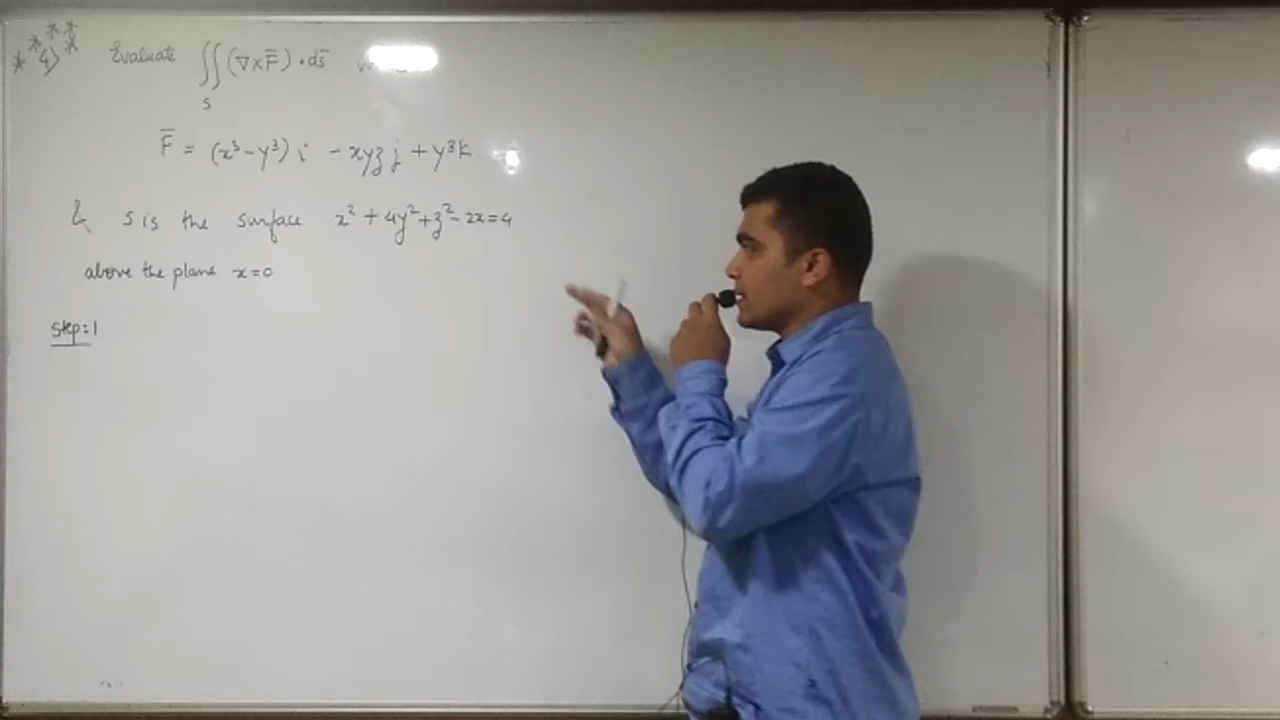 **** 4) Evaluate ∬_S (∇×F̄)·ds̄
F̄ = (x³-y³) i - xyz j + y³k.
& S is the surface x² + 4y² + z² - 2x = 4
above the plane x=0
Step:1